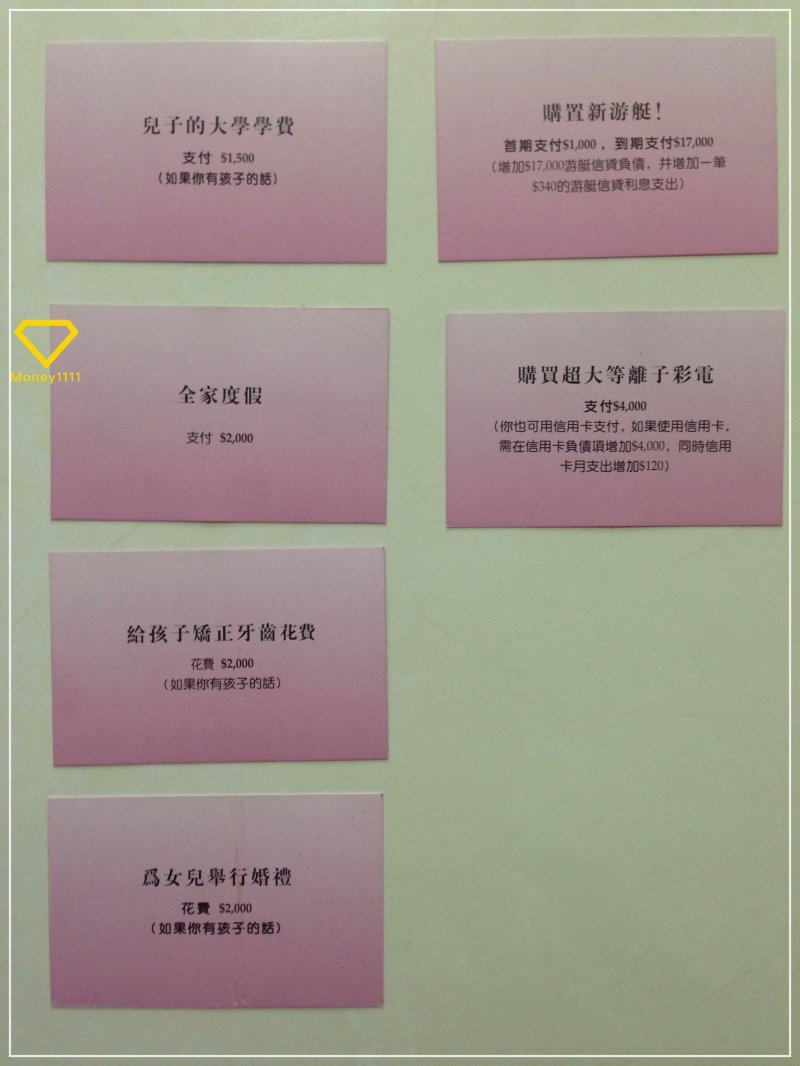 兒子的大學學費
支付 $1,500
(如果你有孩子的話)
購置新游艇!
首期支付$1,000，到期支付$17,000
(增加$17,000游艇信貸負債，并增加一筆
$340的游艇信貸利息支出)
Money1111
全家度假
支付 $2,000
購買超大等離子彩電
支付$4,000
(你也可用信用卡支付，如果使用信用卡，
需在信用卡負債項增加$4,000，同時信用
卡月支出增加$120)
給孩子矯正牙齒花費
花費 $2,000
(如果你有孩子的話)
爲女兒舉行婚禮
花費 $2,000
(如果你有孩子的話)